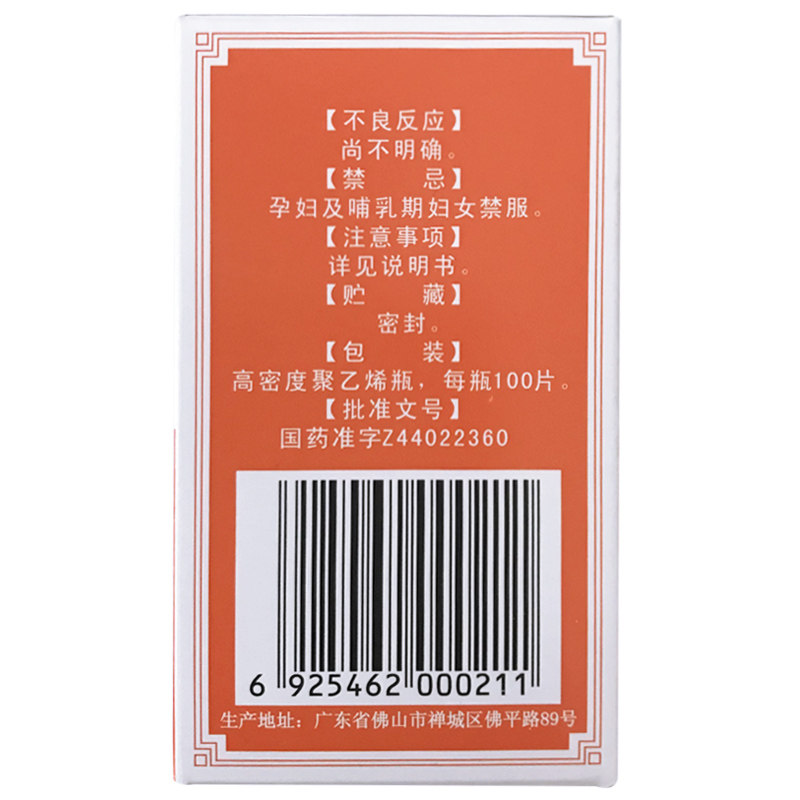 【不良反应】
尚不明确。
【禁　　忌】
孕妇及哺乳期妇女禁服。
【注意事项】
详见说明书。
【贮　　藏】
密封。
【包　　装】
高密度聚乙烯瓶，每瓶100片。
【批准文号】
国药准字Z44022360
6 925462 000211
生产地址：广东省佛山市禅城区佛平路89号